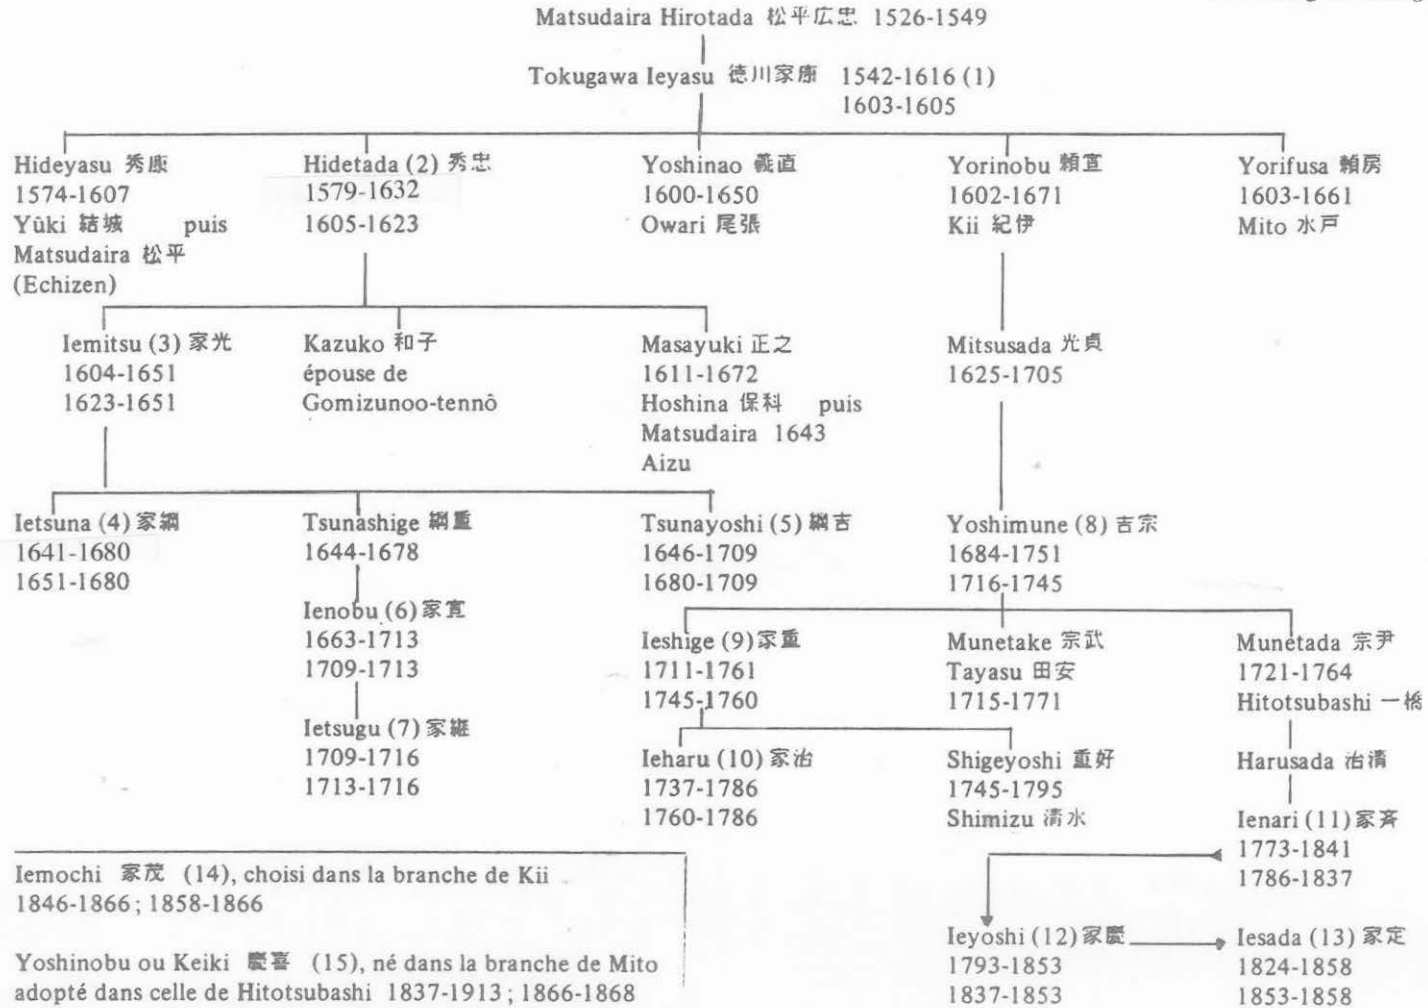 Matsudaira Hirotada 松平広忠 1526-1549
Tokugawa Ieyasu 徳川家康 1542-1616 (1)
1603-1605
Hideyasu 秀康
1574-1607
Yûki 結城 puis
Matsudaira 松平
(Echizen)
Hidetada (2) 秀忠
1579-1632
1605-1623
Yoshinao 義直
1600-1650
Owari 尾張
Yorinobu 頼宣
1602-1671
Kii 紀伊
Yorifusa 頼房
1603-1661
Mito 水戸
Iemitsu (3) 家光
1604-1651
1623-1651
Kazuko 和子
épouse de
Gomizunoo-tennô
Masayuki 正之
1611-1672
Hoshina 保科 puis
Matsudaira 1643
Aizu
Mitsusada 光貞
1625-1705
Ietsuna (4) 家綱
1641-1680
1651-1680
Tsunashige 綱重
1644-1678
Tsunayoshi (5) 綱吉
1646-1709
1680-1709
Yoshimune (8) 吉宗
1684-1751
1716-1745
Ienobu (6) 家宣
1663-1713
1709-1713
Ieshige (9) 家重
1711-1761
1745-1760
Munetake 宗武
Tayasu 田安
1715-1771
Munetada 宗尹
1721-1764
Hitotsubashi 一橋
Ietsugu (7) 家継
1709-1716
1713-1716
Ieharu (10) 家治
1737-1786
1760-1786
Shigeyoshi 重好
1745-1795
Shimizu 清水
Harusada 治済
Ienari (11) 家斉
1773-1841
1786-1837
Iemochi 家茂 (14), choisi dans la branche de Kii
1846-1866 ; 1858-1866
Ieyoshi (12) 家慶
1793-1853
1837-1853
Iesada (13) 家定
1824-1858
1853-1858
Yoshinobu ou Keiki 慶喜 (15), né dans la branche de Mito
adopté dans celle de Hitotsubashi 1837-1913 ; 1866-1868